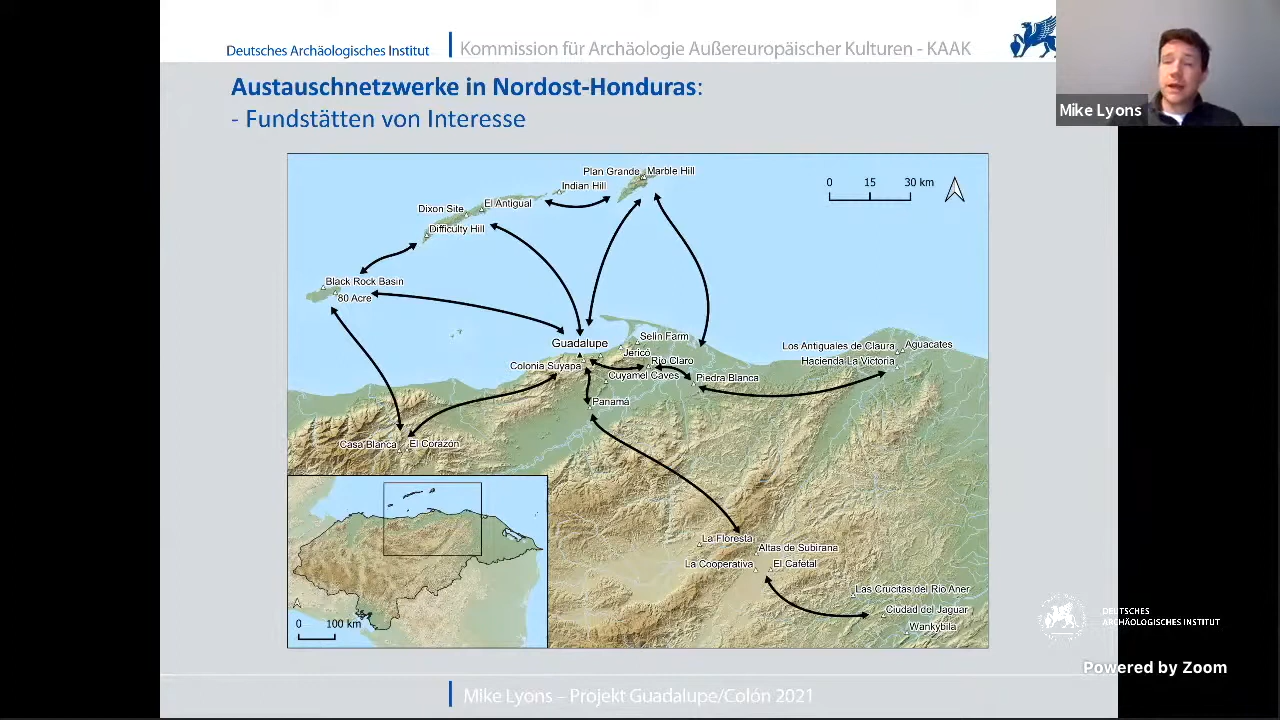 Deutsches Archäologisches Institut
Kommission für Archäologie Außereuropäischer Kulturen - KAAK
Mike Lyons
Austauschnetzwerke in Nordost-Honduras:
- Fundstätten von Interesse
Plan Grande
Marble Hill
Indian Hill
0 15 30 km
Dixon Site
El Antigual
Difficulty Hill
Black Rock Basin
80 Acre
Selin Farm
Guadalupe
Jericó
Los Antiguales de Claura
Aguacates
Rio Claro
Hacienda La Victoria
Colonia Suyapa
Cuyamel Caves
Piedra Blanca
Panamá
Casa Blanca
El Corazón
La Floresta
Altas de Subirana
La Cooperativa
El Cafetal
Las Crucitas del Rio Aner
Ciudad del Jaguar
Wankybila
0 100 km
DEUTSCHES
ARCHÄOLOGISCHES INSTITUT
Powered by Zoom
Mike Lyons – Projekt Guadalupe/Colón 2021